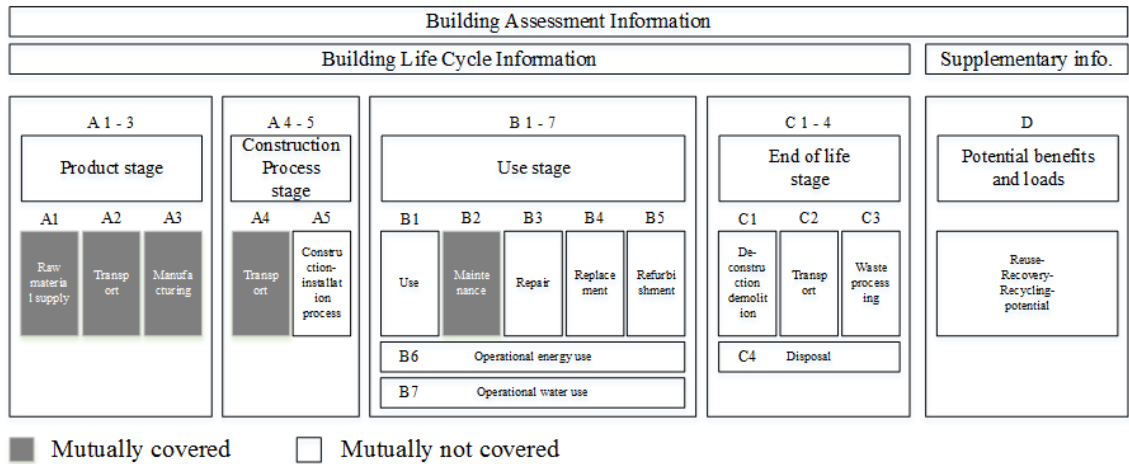 Building Assessment Information
Building Life Cycle Information
Supplementary info.
A 1 - 3
Product stage
A1
A2
A3
Raw
materia
l supply
Transp
ort
Manufa
cturing
A 4 - 5
Construction
Process
stage
A4
A5
Transp
ort
Constru
ction-
installat
ion
process
B 1 - 7
Use stage
B1
B2
B3
B4
B5
Use
Mainte
nance
Repair
Replace
ment
Refurbi
shment
B6 Operational energy use
B7 Operational water use
C 1 - 4
End of life
stage
C1
C2
C3
De-
constru
ction
demolit
ion
Transp
ort
Waste
process
ing
C4 Disposal
D
Potential benefits
and loads
Reuse-
Recovery-
Recycling-
potential
Mutually covered
Mutually not covered